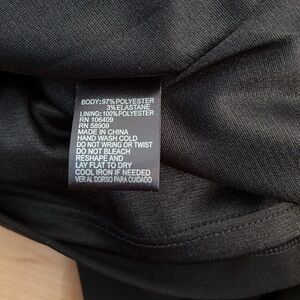 BODY: 97% POLYESTER
3% ELASTANE
LINING: 100% POLYESTER
RN 106409
RN 58909
MADE IN CHINA
HAND WASH COLD
DO NOT WRING OR TWIST
DO NOT BLEACH
RESHAPE AND
LAY FLAT TO DRY
COOL IRON IF NEEDED
VER AL DORSO PARA CUIDADO